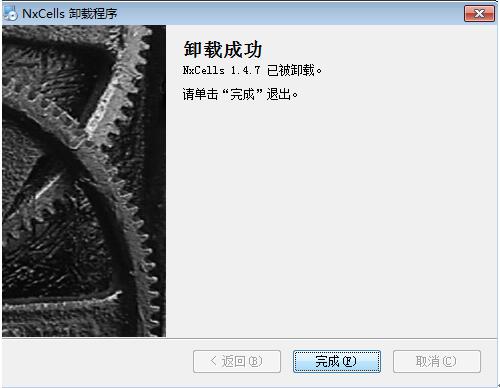 NxCells 卸载程序
卸载成功
NxCells 1.4.7 已被卸载。
请单击“完成”退出。
< 返回(B)
完成(F)
取消(C)